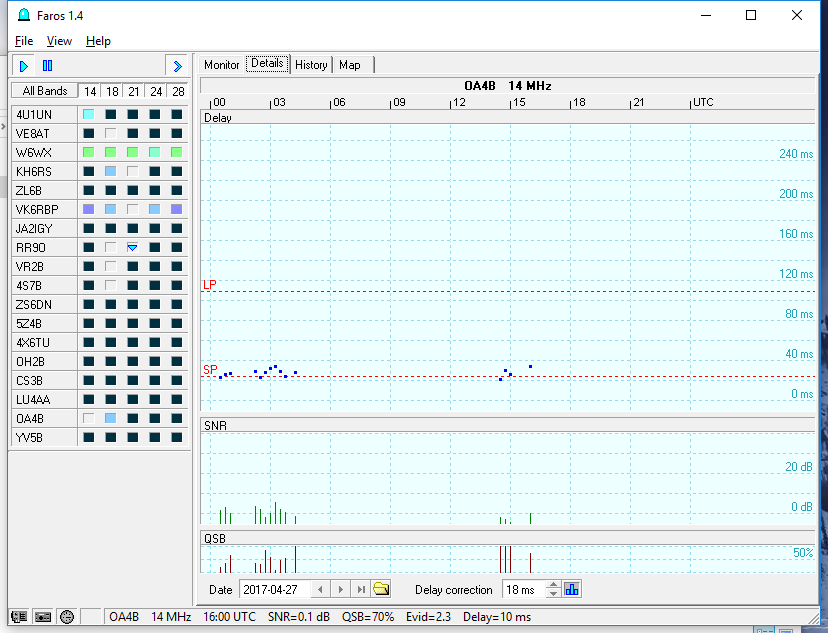 Faros 1.4
File View Help
Monitor Details History Map
All Bands 14 18 21 24 28
4U1UN
VE8AT
W6WX
KH6RS
ZL6B
VK6RBP
JA2IGY
RR9O
VR2B
4S7B
ZS6DN
5Z4B
4X6TU
OH2B
CS3B
LU4AA
OA4B
YV5B
OA4B 14 MHz
00 03 06 09 12 15 18 21 UTC
Delay
240 ms
200 ms
160 ms
120 ms
LP
80 ms
40 ms
SP
0 ms
SNR
20 dB
0 dB
QSB
50%
Date 2017-04-27 Delay correction 18 ms
OA4B 14 MHz 16:00 UTC SNR=0.1 dB QSB=70% Evid=2.3 Delay=10 ms